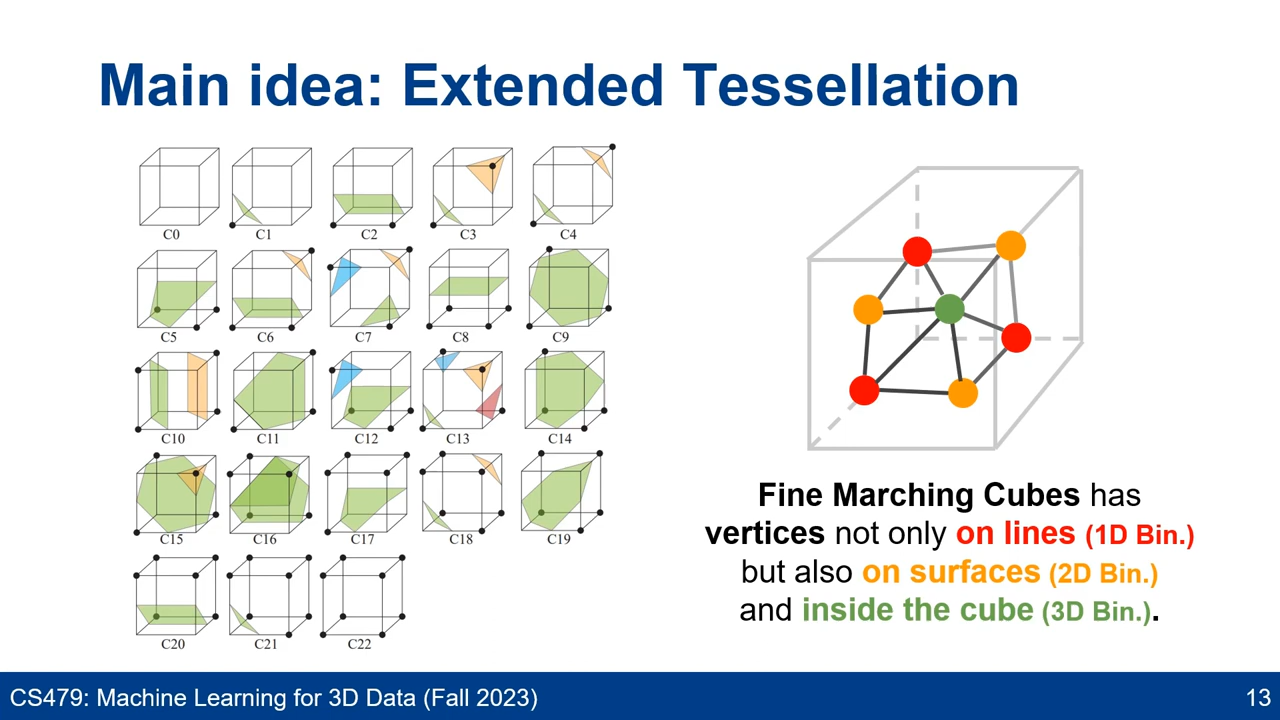 Main idea: Extended Tessellation
C0 C1 C2 C3 C4
C5 C6 C7 C8 C9
C10 C11 C12 C13 C14
C15 C16 C17 C18 C19
C20 C21 C22
Fine Marching Cubes has
vertices not only on lines (1D Bin.)
but also on surfaces (2D Bin.)
and inside the cube (3D Bin.).
CS479: Machine Learning for 3D Data (Fall 2023)
13